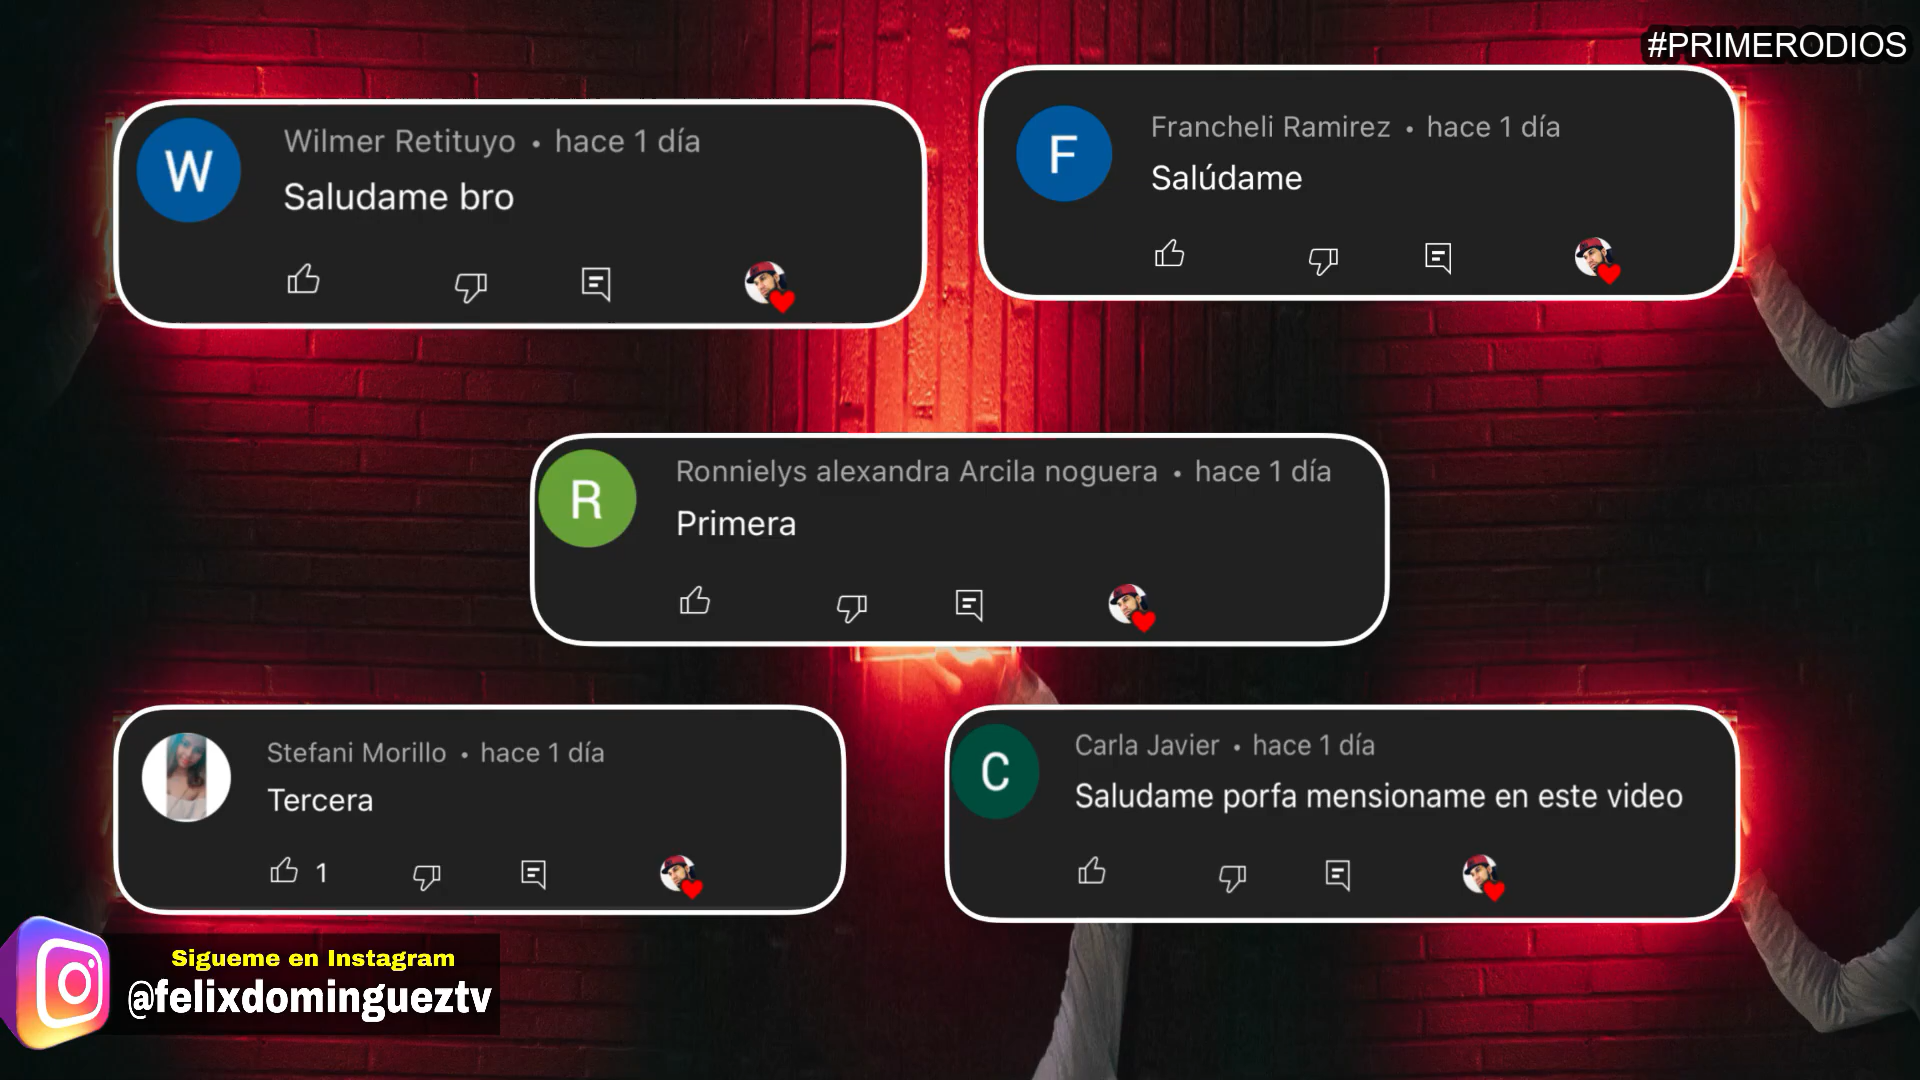 #PRIMERODIOS
W
Wilmer Retituyo • hace 1 día
Saludame bro
F
Francheli Ramirez • hace 1 día
Salúdame
R
Ronnielys alexandra Arcila noguera • hace 1 día
Primera
Stefani Morillo • hace 1 día
Tercera
1
C
Carla Javier • hace 1 día
Saludame porfa mensioname en este video
Sigueme en Instagram
@felixdomingueztv